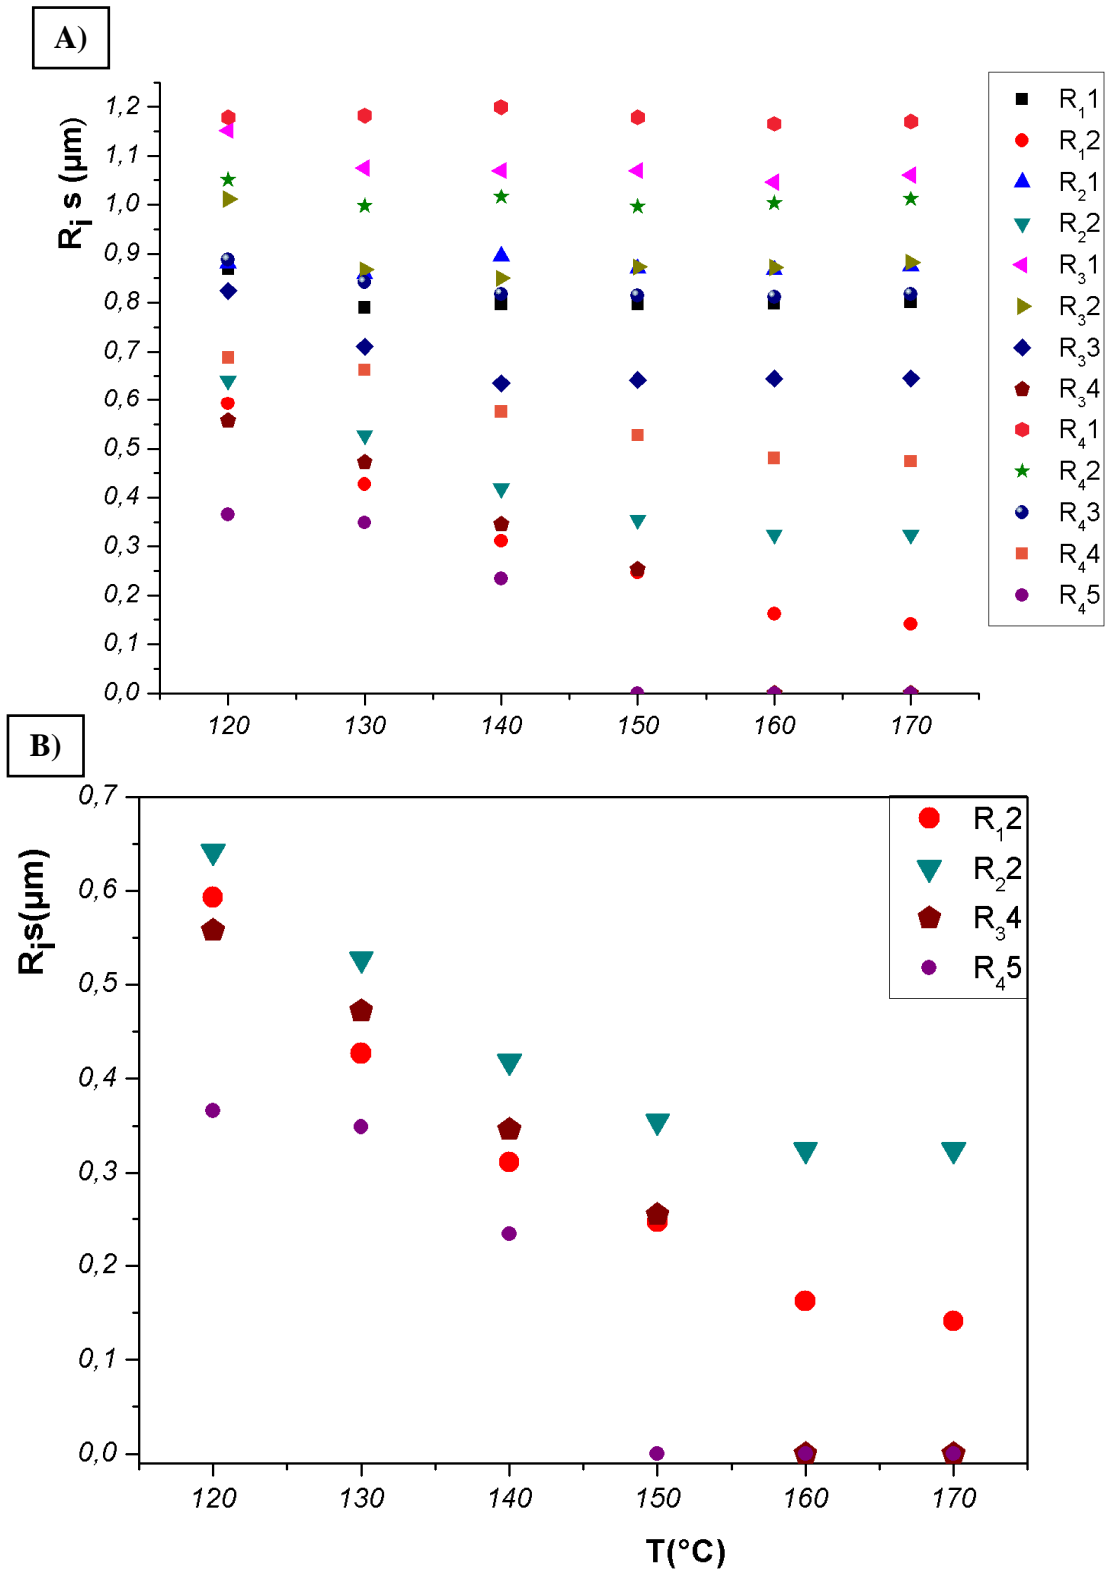 A)
R_i s (µm)
1,2
1,1
1,0
0,9
0,8
0,7
0,6
0,5
0,4
0,3
0,2
0,1
0,0
120 130 140 150 160 170
R₁1
R₁2
R₂1
R₂2
R₃1
R₃2
R₃3
R₃4
R₄1
R₄2
R₄3
R₄4
R₄5
B)
R_is(µm)
0,7
0,6
0,5
0,4
0,3
0,2
0,1
0,0
120 130 140 150 160 170
T(°C)
R₁2
R₂2
R₃4
R₄5